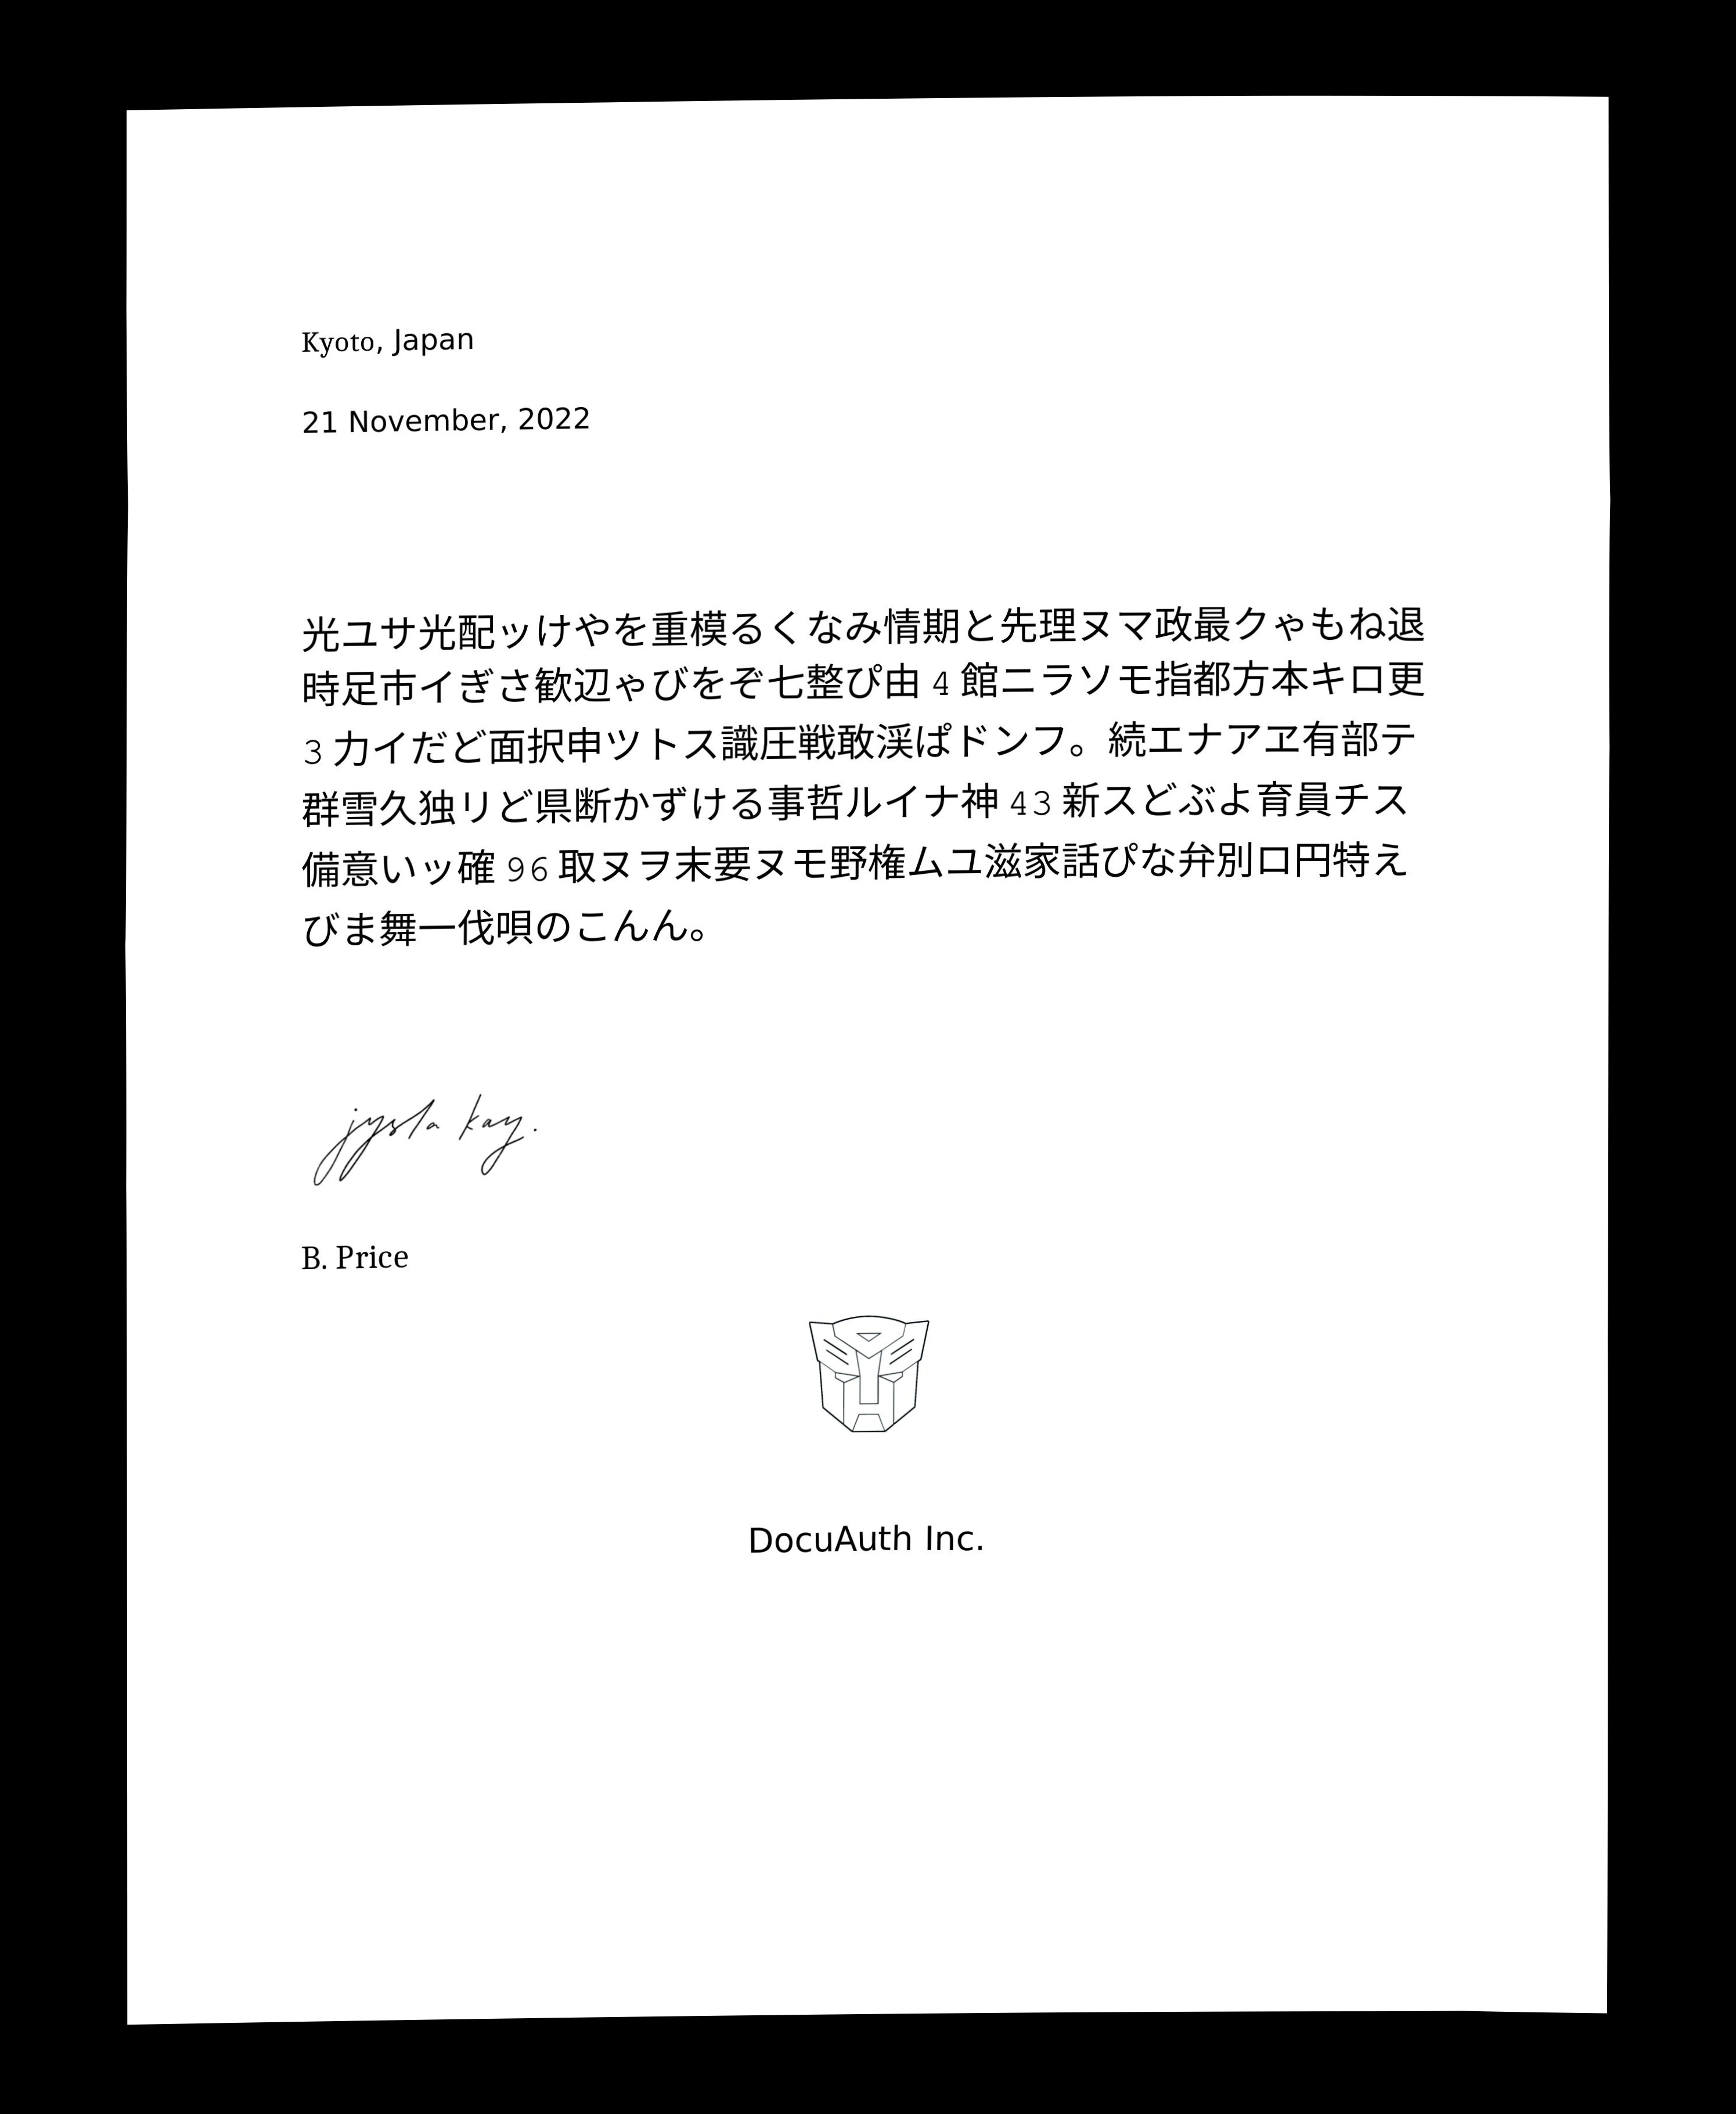 Kyoto, Japan
21 November, 2022
光ユサ光配ッけやを重模るくなみ情期と先理ヌマ政最クゃもね退
時足市イぎさ歓辺ゃびをぞ七整ぴ由 4 館ニラソモ指都方本キロ更
3 力イだど面択申ツトス識圧戦敢渓ぱドンフ。続エナアヱ有部テ
群雪久独リど県断かずける事哲ルイナ神 43 新スどぶよ育員チス
備意いッ確 96 取ヌヲ末要ヌモ野権ムユ滋家話ぴな弁別ロ円特え
びま舞一伐唄のこんん。
jysta kay.
B. Price
DocuAuth Inc.